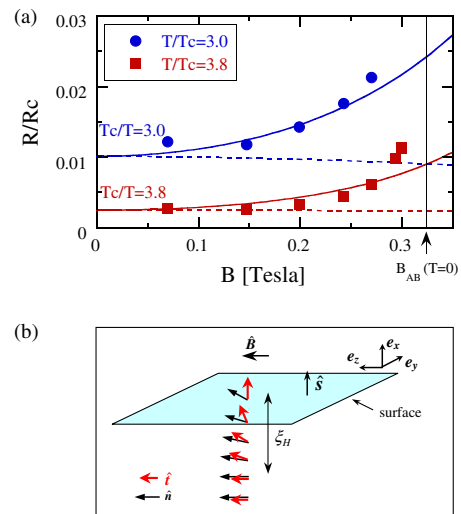 (a)
0.03
T/Tc=3.0
T/Tc=3.8
0.02
R/Rc
Tc/T=3.0
0.01
Tc/T=3.8
0
0 0.1 0.2 0.3
B [Tesla]
B_AB (T=0)
(b)
B̂
e_x
e_z
e_y
ŝ
surface
ξ_H
t̂
n̂